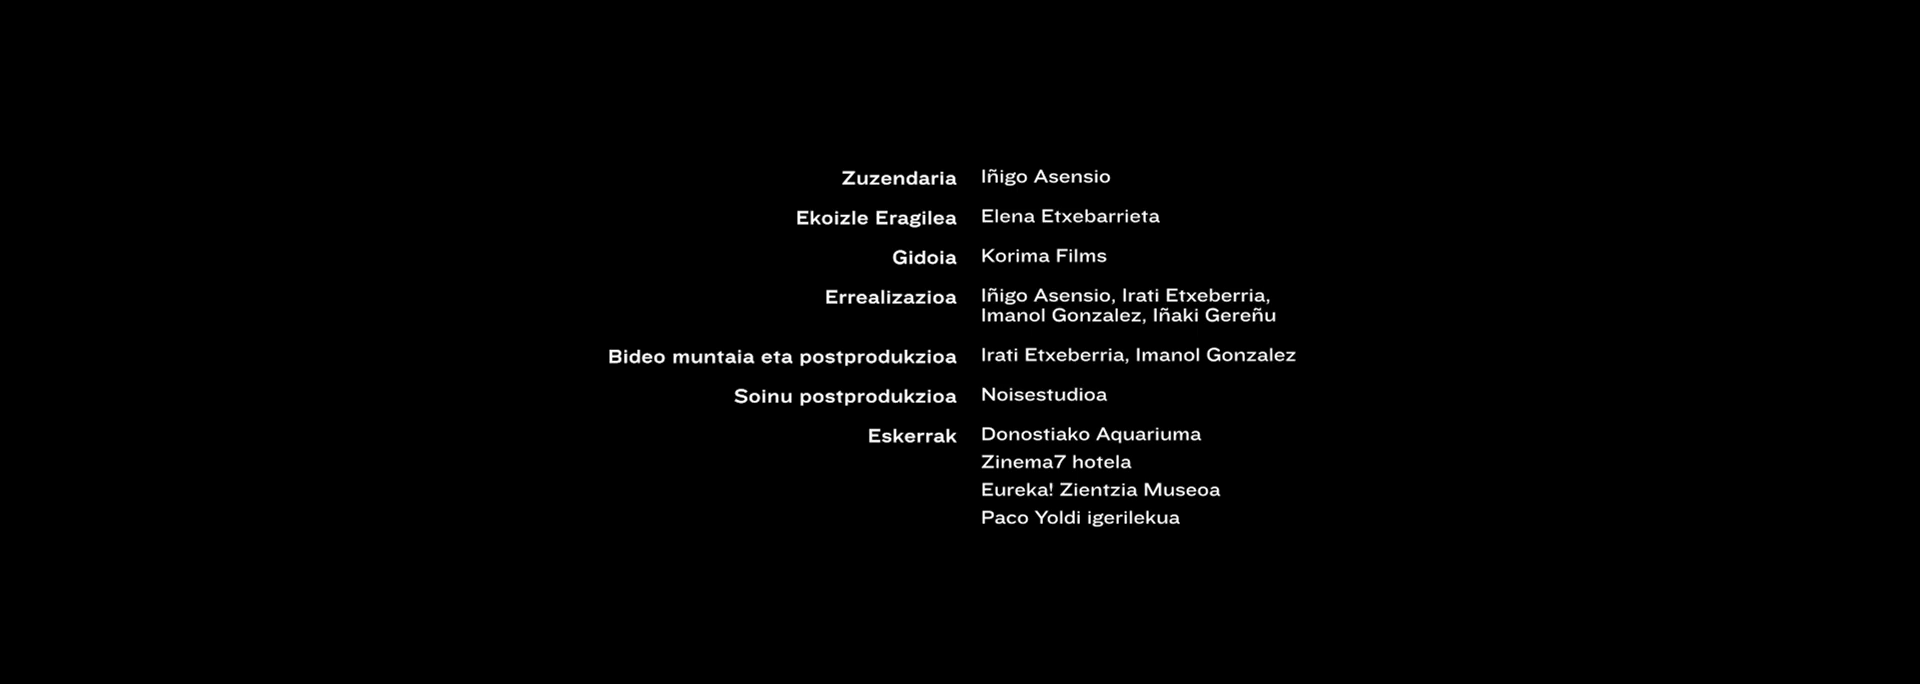 Zuzendaria Iñigo Asensio
Ekoizle Eragilea Elena Etxebarrieta
Gidoia Korima Films
Errealizazioa Iñigo Asensio, Irati Etxeberria,
Imanol Gonzalez, Iñaki Gereñu
Bideo muntaia eta postprodukzioa Irati Etxeberria, Imanol Gonzalez
Soinu postprodukzioa Noisestudioa
Eskerrak Donostiako Aquariuma
Zinema7 hotela
Eureka! Zientzia Museoa
Paco Yoldi igerilekua